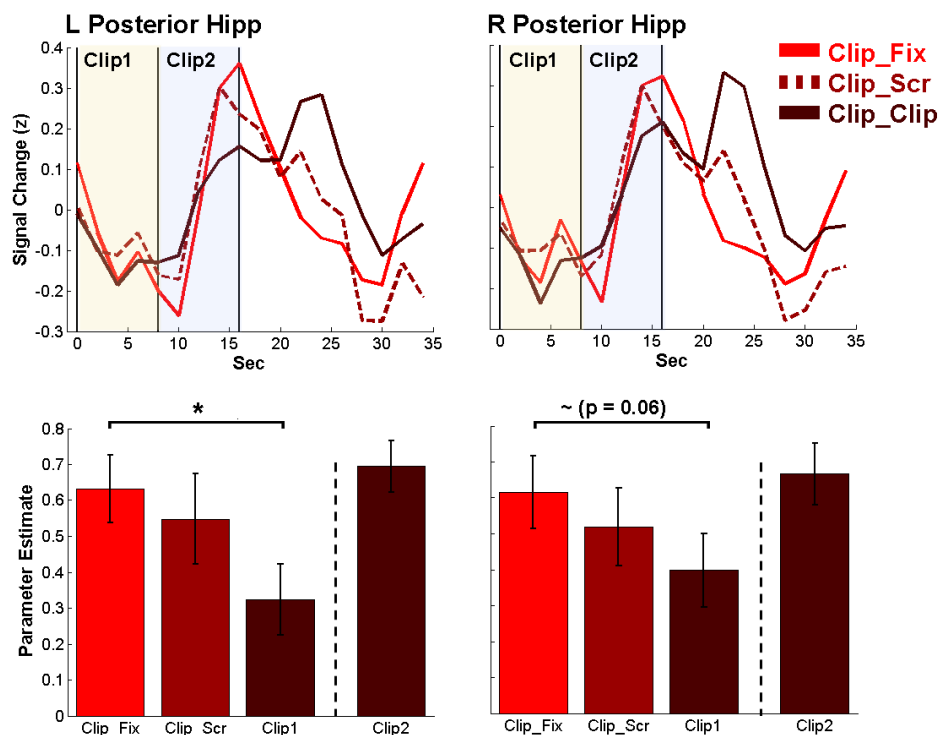 L Posterior Hipp
R Posterior Hipp
0.4
0.3
0.2
0.1
0
-0.1
-0.2
-0.3
Signal Change (z)
Clip1
Clip2
0
5
10
15
20
25
30
35
Sec
Clip1
Clip2
0
5
10
15
20
25
30
35
Sec
Clip_Fix
Clip_Scr
Clip_Clip
*
0.8
0.7
0.6
0.5
0.4
0.3
0.2
0.1
0
Parameter Estimate
Clip_Fix
Clip_Scr
Clip1
Clip2
~ (p = 0.06)
Clip_Fix
Clip_Scr
Clip1
Clip2